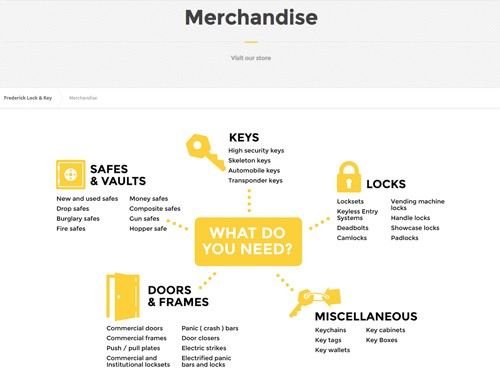 Merchandise
Visit our store
Frederick Lock & Key
Merchandise
KEYS
High security keys
Skeleton keys
Automobile keys
Transponder keys
SAFES
& VAULTS
New and used safes
Drop safes
Burglary safes
Fire safes
Money safes
Composite safes
Gun safes
Hopper safe
LOCKS
Locksets
Keyless Entry
Systems
Deadbolts
Camlocks
Vending machine
locks
Handle locks
Showcase locks
Padlocks
WHAT DO
YOU NEED?
DOORS
& FRAMES
Commercial doors
Commercial frames
Push / pull plates
Commercial and
Institutional locksets
Panic ( crash ) bars
Door closers
Electric strikes
Electrified panic
bars and locks
MISCELLANEOUS
Keychains
Key tags
Key wallets
Key cabinets
Key Boxes